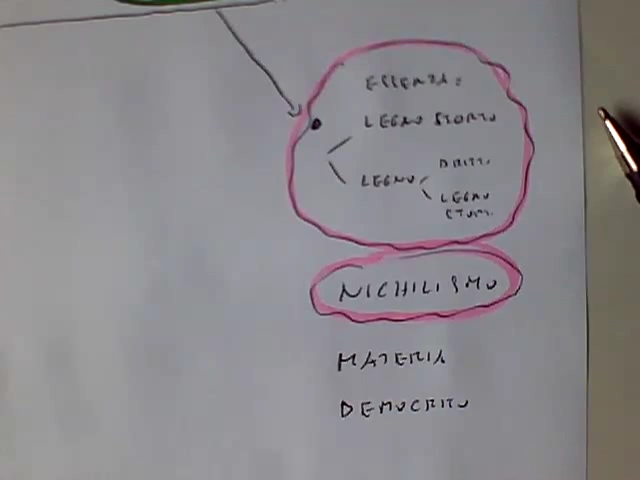 ESSENZA:
LEGNO STORTO
DRITTO
LEGNO
LEGNO
STORTO
NICHILISMO
MATERIA
DEMOCRITO